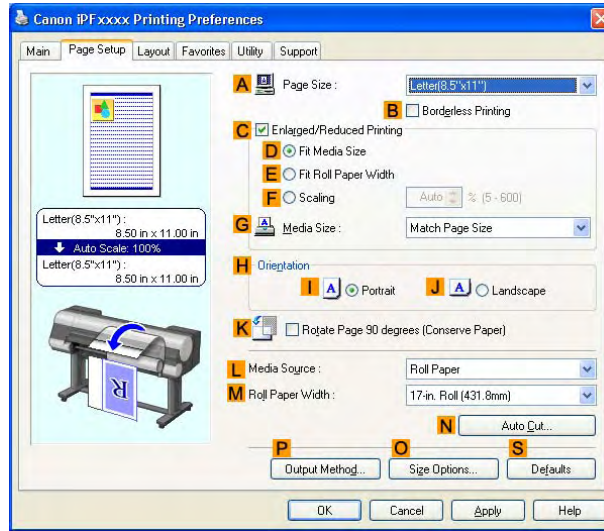 Canon iPFxxxx Printing Preferences
Main Page Setup Layout Favorites Utility Support
A Page Size : Letter(8.5"x11")
B Borderless Printing
C Enlarged/Reduced Printing
D Fit Media Size
E Fit Roll Paper Width
F Scaling Auto % (5 - 600)
G Media Size : Match Page Size
Letter(8.5"x11") :
8.50 in x 11.00 in
Auto Scale: 100%
Letter(8.5"x11") :
8.50 in x 11.00 in
H Orientation
I A Portrait J A Landscape
K Rotate Page 90 degrees (Conserve Paper)
R
L Media Source : Roll Paper
M Roll Paper Width : 17-in. Roll (431.8mm)
N Auto Cut...
P O S
Output Method... Size Options... Defaults
OK Cancel Apply Help